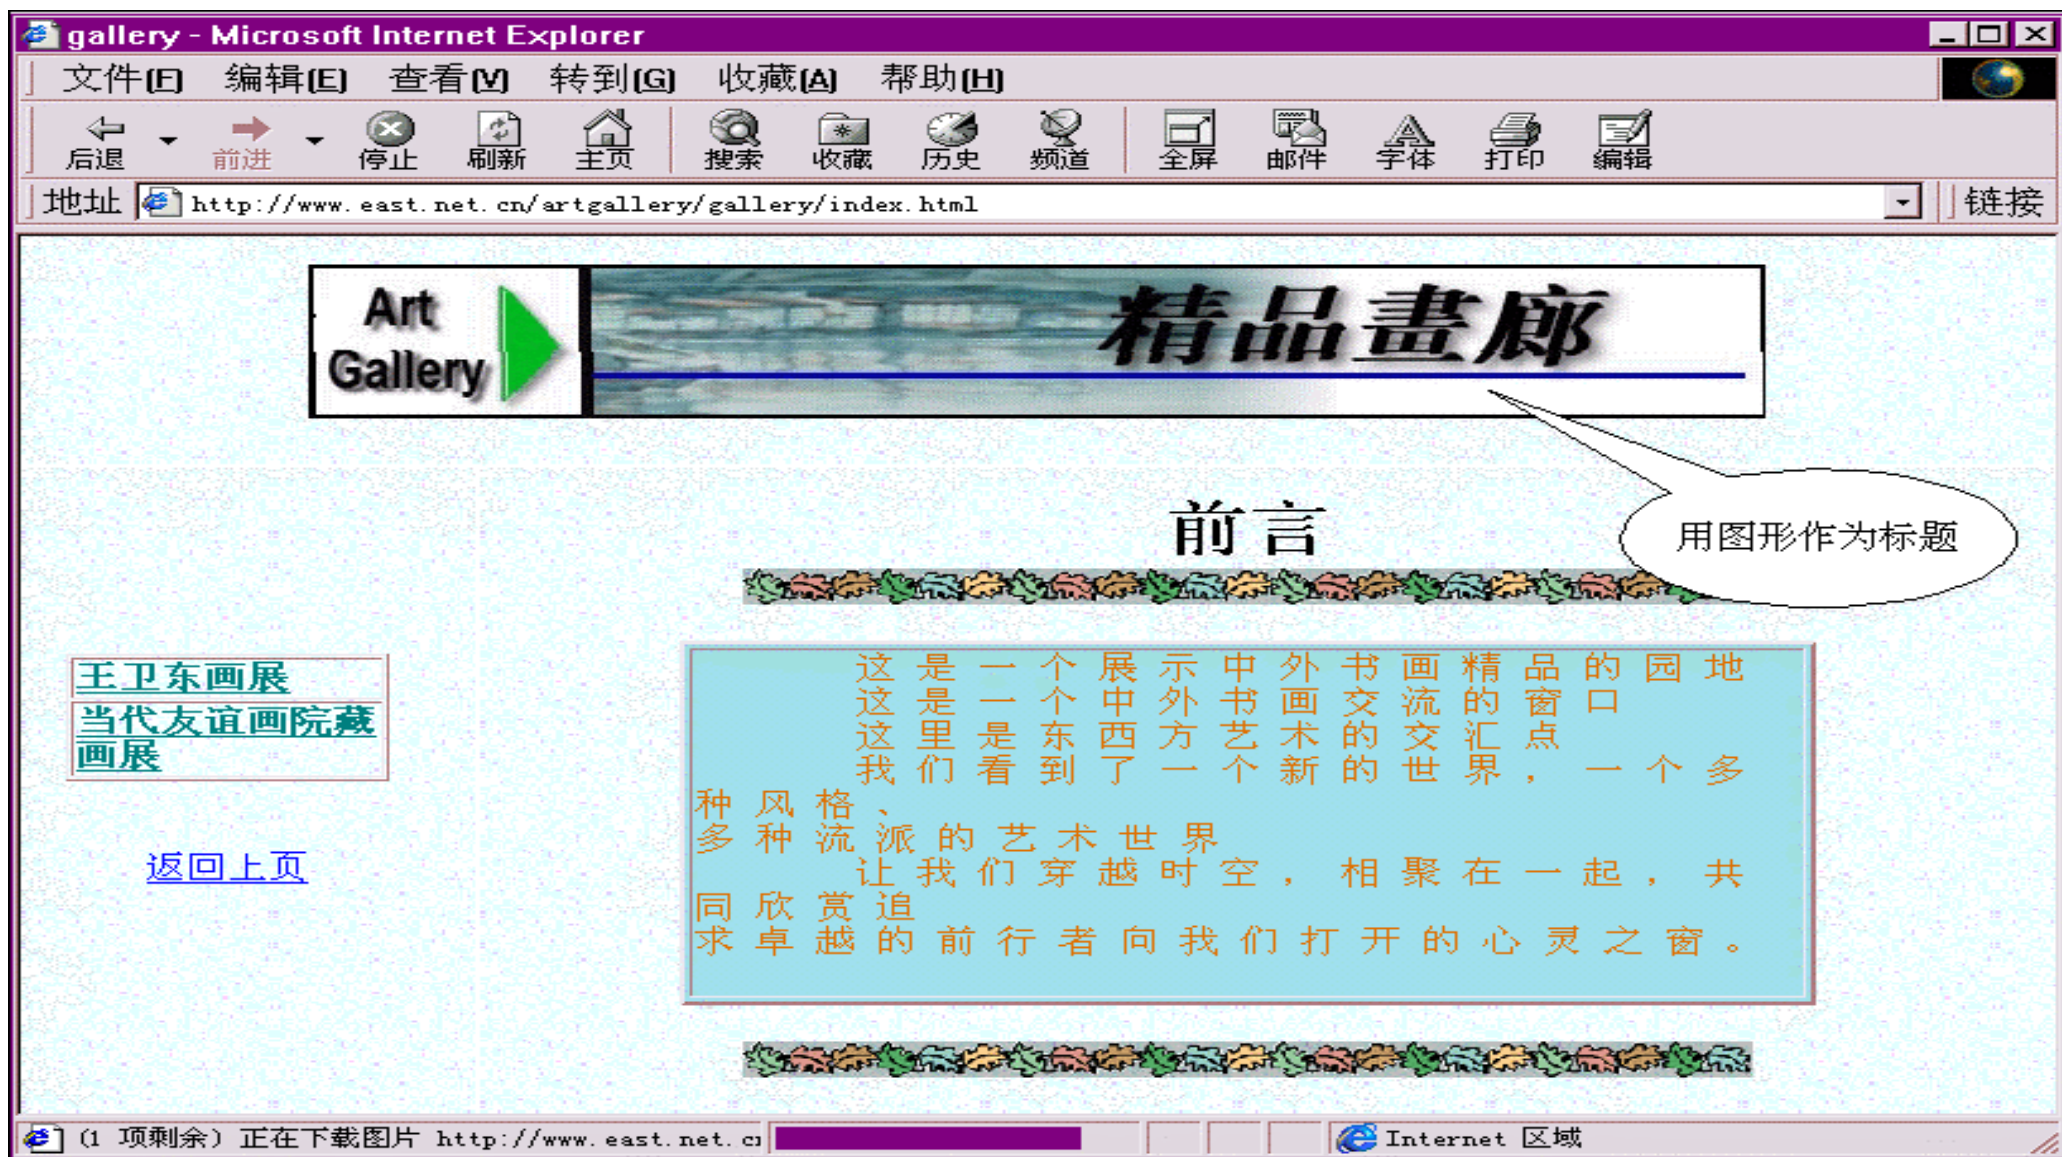 gallery - Microsoft Internet Explorer
文件(F) 编辑(E) 查看(V) 转到(G) 收藏(A) 帮助(H)
后退 前进 停止 刷新 主页 搜索 收藏 历史 频道 全屏 邮件 字体 打印 编辑
地址 http://www.east.net.cn/artgallery/gallery/index.html 链接
Art
Gallery
精品畫廊
用图形作为标题
前言
王卫东画展
当代友谊画院藏
画展
返回上页
这是一个展示中外书画精品的园地
这是一个中外书画交流的窗口
这里是东西方艺术的交汇点
我们看到了一个新的世界，一个多
种风格、
多种流派的艺术世界
让我们穿越时空，相聚在一起，共
同欣赏追
求卓越的前行者向我们打开的心灵之窗。
(1 项剩余) 正在下载图片 http://www.east.net.c
Internet 区域